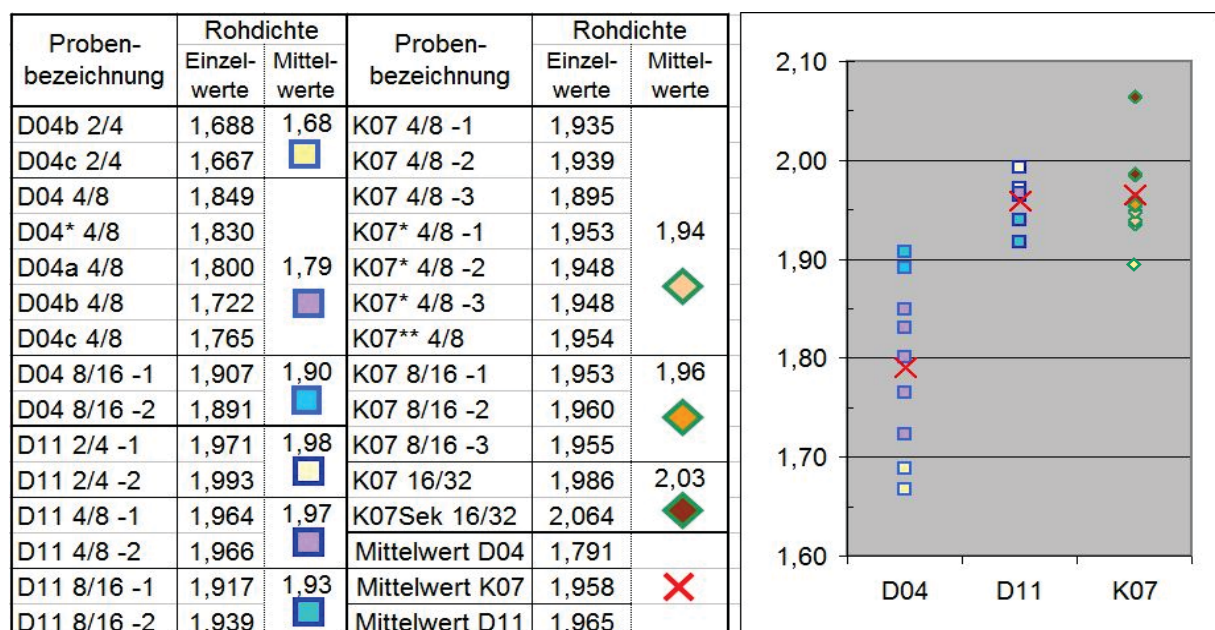 Proben-bezeichnung Rohdichte Proben-bezeichnung Rohdichte
Einzel-werte Mittel-werte Einzel-werte Mittel-werte
D04b 2/4 1,688 1,68 K07 4/8 -1 1,935
D04c 2/4 1,667 K07 4/8 -2 1,939
D04 4/8 1,849 K07 4/8 -3 1,895
D04* 4/8 1,830 K07* 4/8 -1 1,953 1,94
D04a 4/8 1,800 1,79 K07* 4/8 -2 1,948
D04b 4/8 1,722 K07* 4/8 -3 1,948
D04c 4/8 1,765 K07** 4/8 1,954
D04 8/16 -1 1,907 1,90 K07 8/16 -1 1,953 1,96
D04 8/16 -2 1,891 K07 8/16 -2 1,960
D11 2/4 -1 1,971 1,98 K07 8/16 -3 1,955
D11 2/4 -2 1,993 K07 16/32 1,986 2,03
D11 4/8 -1 1,964 1,97 K07Sek 16/32 2,064
D11 4/8 -2 1,966 Mittelwert D04 1,791
D11 8/16 -1 1,917 1,93 Mittelwert K07 1,958
D11 8/16 -2 1,939 Mittelwert D11 1,965
2,10
2,00
1,90
1,80
1,70
1,60
D04 D11 K07